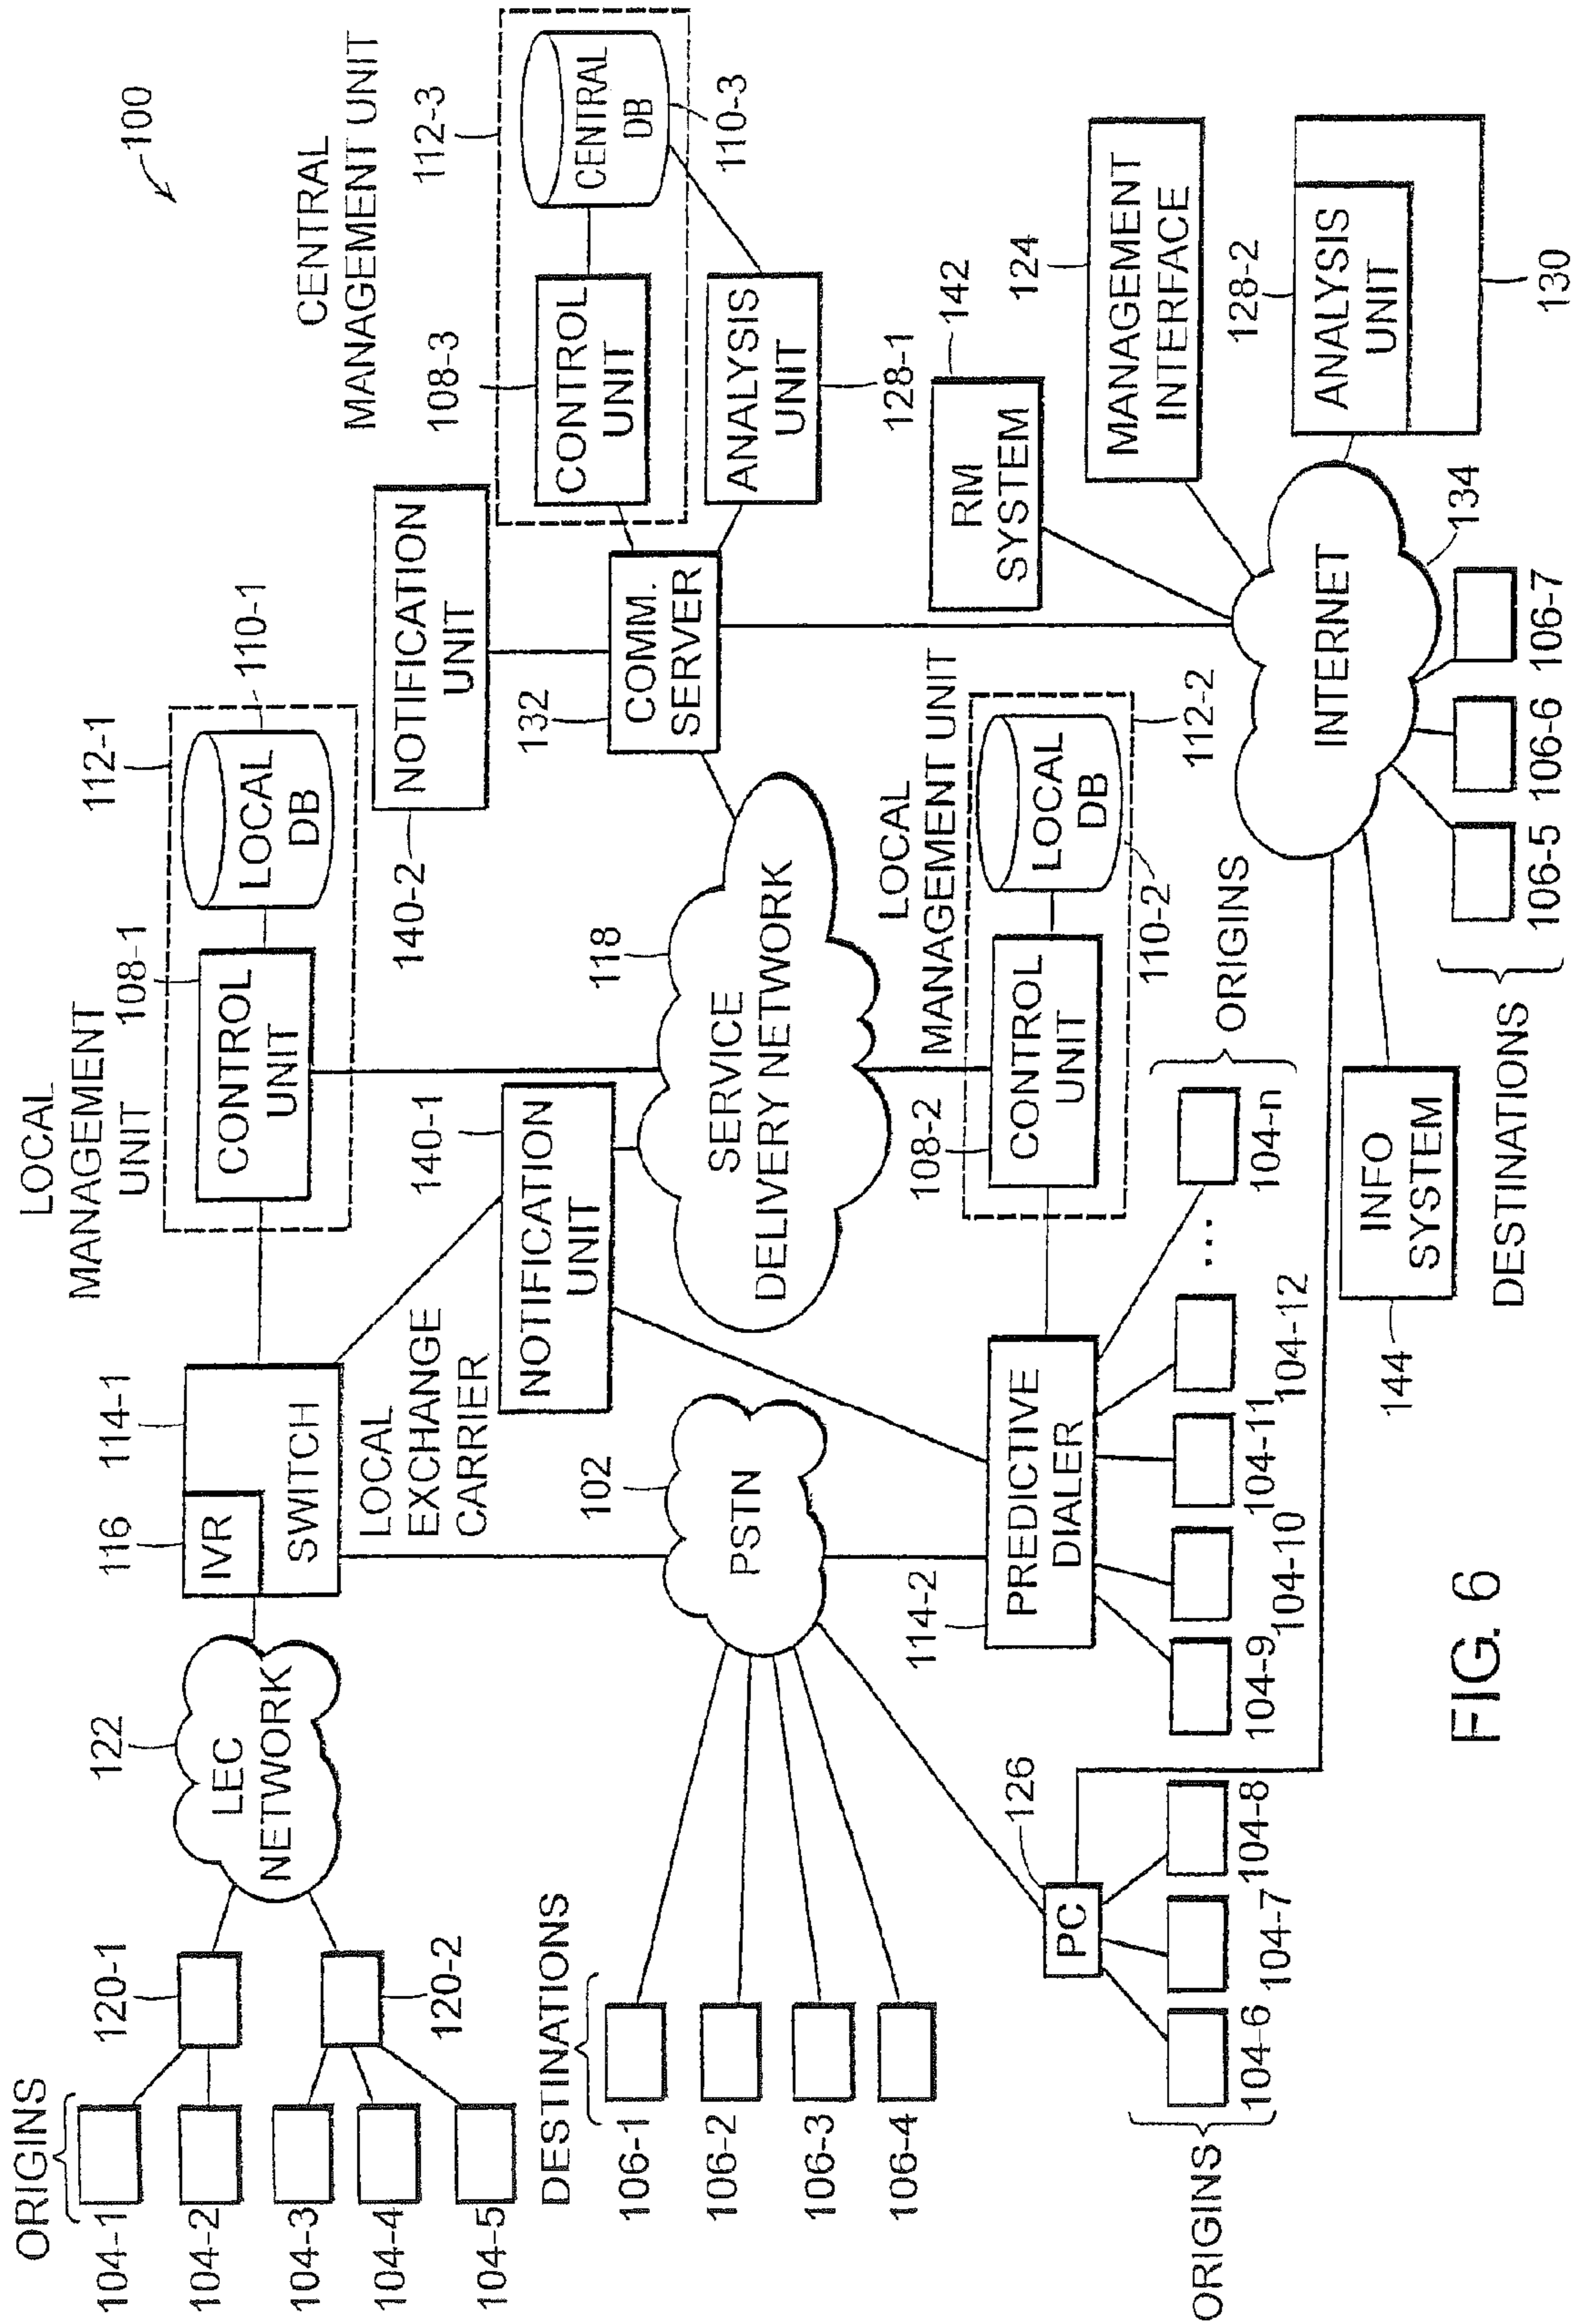 100
ORIGINS
104-1
104-2
104-3
104-4
104-5
120-1
120-2
122
LEC
NETWORK
116
IVR
SWITCH
114-1
LOCAL
EXCHANGE
CARRIER
LOCAL
MANAGEMENT
UNIT
108-1
CONTROL
UNIT
112-1
LOCAL
DB
110-1
140-1
NOTIFICATION
UNIT
140-2
NOTIFICATION
UNIT
CENTRAL
MANAGEMENT UNIT
112-3
108-3
CONTROL
UNIT
CENTRAL
DB
110-3
ANALYSIS
UNIT
128-1
132
COMM.
SERVER
118
SERVICE
DELIVERY NETWORK
DESTINATIONS
106-1
106-2
106-3
106-4
102
PSTN
114-2
PREDICTIVE
DIALER
LOCAL
MANAGEMENT UNIT
108-2
CONTROL
UNIT
LOCAL
DB
110-2
112-2
RM
SYSTEM
142
124
MANAGEMENT
INTERFACE
128-2
ANALYSIS
UNIT
130
INTERNET
134
126
PC
104-6
104-7
104-8
ORIGINS
104-9
104-10
104-11
104-12
...
104-n
ORIGINS
INFO
SYSTEM
144
106-5
106-6
106-7
DESTINATIONS
FIG. 6